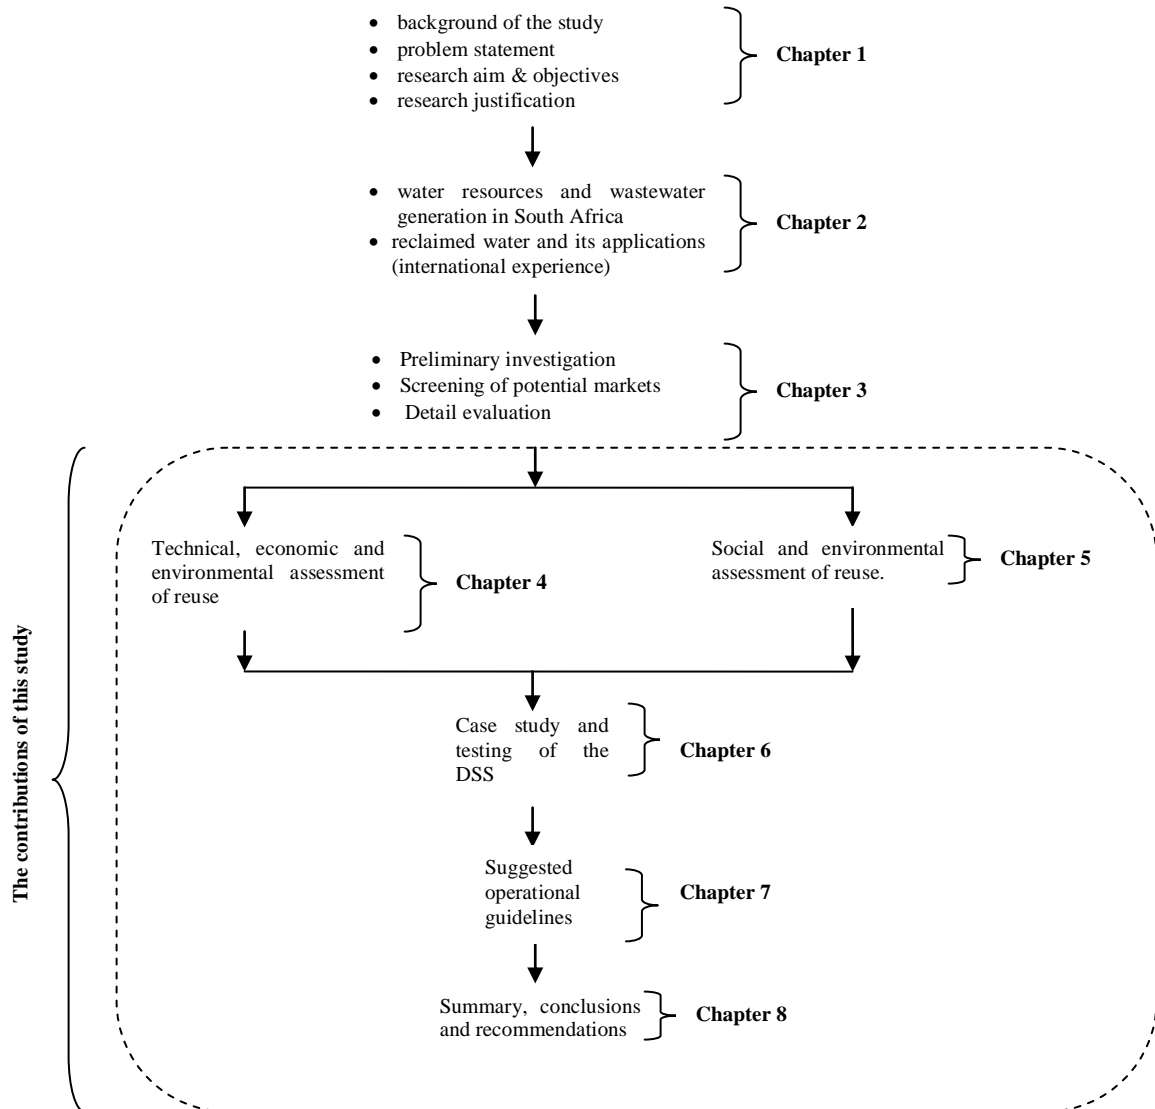 • background of the study
• problem statement
• research aim & objectives
• research justification
Chapter 1
• water resources and wastewater
generation in South Africa
• reclaimed water and its applications
(international experience)
Chapter 2
• Preliminary investigation
• Screening of potential markets
• Detail evaluation
Chapter 3
The contributions of this study
Technical, economic and
environmental assessment
of reuse
Chapter 4
Social and environmental
assessment of reuse.
Chapter 5
Case study and
testing of the
DSS
Chapter 6
Suggested
operational
guidelines
Chapter 7
Summary, conclusions
and recommendations
Chapter 8